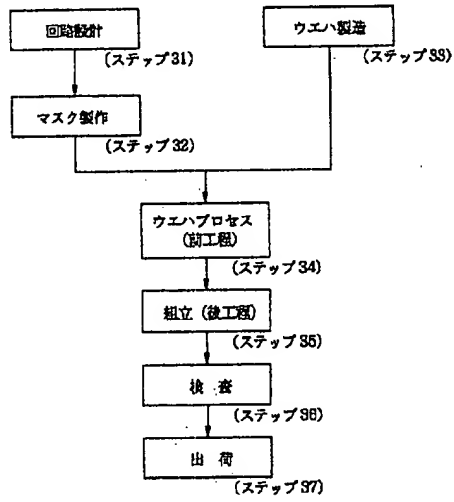 回路設計
(ステップ31)
ウエハ製造
(ステップ33)
マスク製作
(ステップ32)
ウエハプロセス
(前工程)
(ステップ34)
組立(後工程)
(ステップ35)
検 査
(ステップ36)
出 荷
(ステップ37)